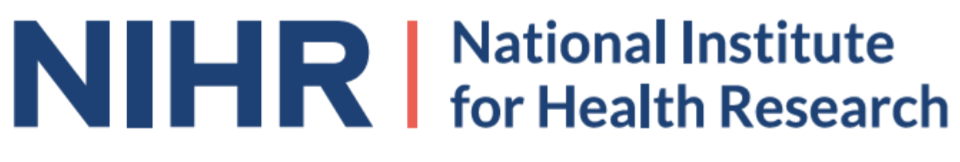 NIHR
National Institute
for Health Research